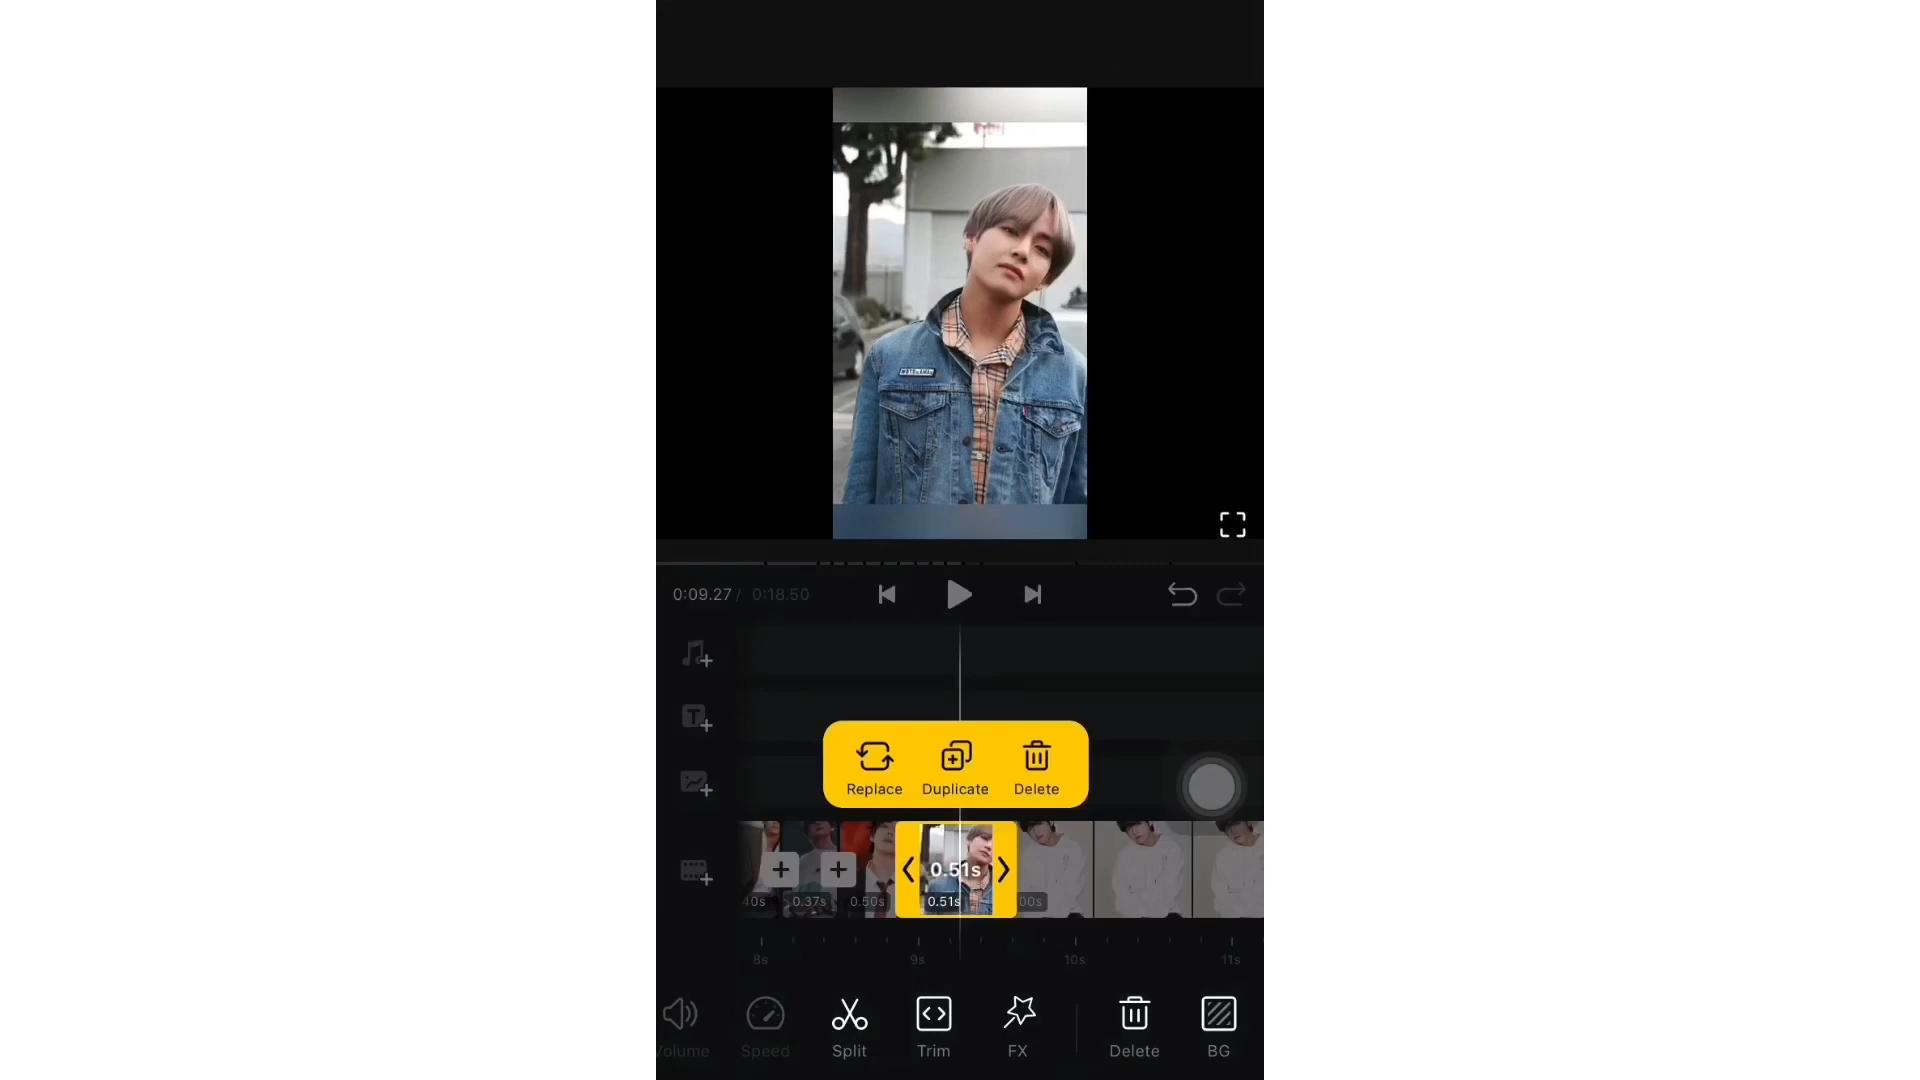 0:09.27 / 0:18.50
Replace Duplicate Delete
0.51s
40s 0.37s 0.50s 0.51s 00s
8s 9s 10s 11s
Volume Speed Split Trim FX Delete BG